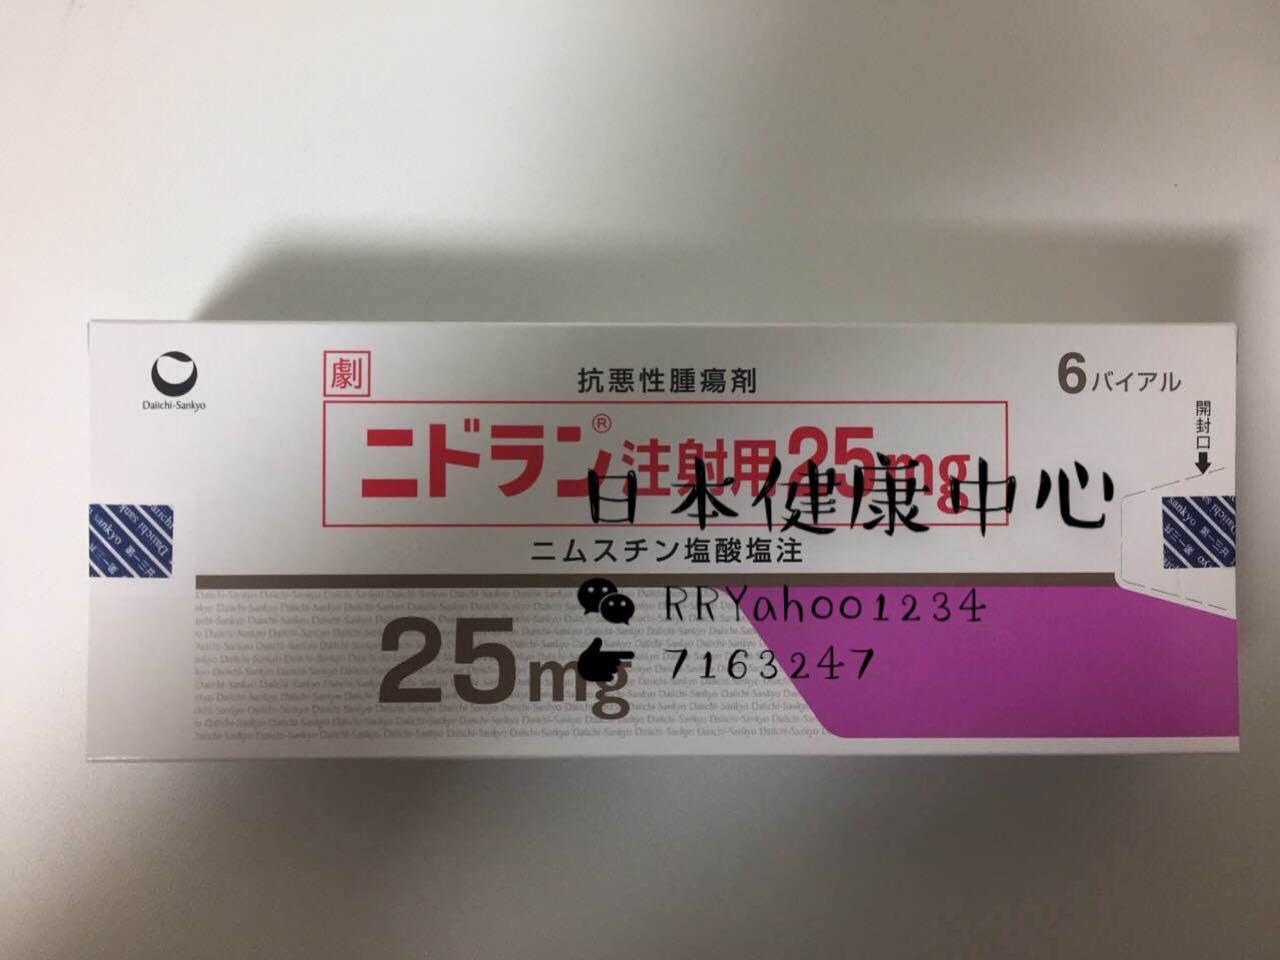 劇
抗悪性腫瘍剤
6バイアル
Daiichi-Sankyo
開封口
ニドラン®注射用25mg
日本健康中心
ニムスチン塩酸塩注
RRYahoo1234
25mg
7163247